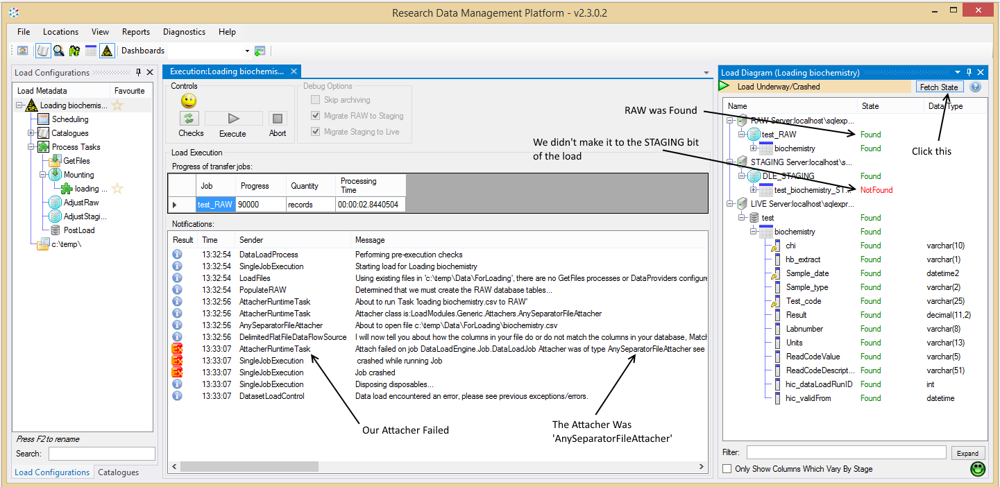 Research Data Management Platform - v2.3.0.2
File Locations View Reports Diagnostics Help
Dashboards
Load Configurations
Load Metadata Favourite
Loading biochemis...
Scheduling
Catalogues
Process Tasks
GetFiles
Mounting
loading ...
AdjustRaw
AdjustStagi...
PostLoad
c:\temp\
Press F2 to rename
Search:
Load Configurations Catalogues
Execution:Loading biochemis...
Controls
Checks Execute Abort
Debug Options
Skip archiving
Migrate RAW to Staging
Migrate Staging to Live
Load Execution
Progress of transfer jobs:
Job Progress Quantity Processing
Time
test_RAW 90000 records 00:00:02.8440504
Notifications:
Result Time Sender Message
13:32:54 DataLoadProcess Performing pre-execution checks
13:32:54 SingleJobExecution Starting load for Loading biochemistry
13:32:54 LoadFiles Using existing files in 'c:\temp\Data\ForLoading', there are no GetFiles processes or DataProviders configure
13:32:54 PopulateRAW Determined that we must create the RAW database tables...
13:32:56 AttacherRuntimeTask About to run Task 'loading biochemistry.csv to RAW'
13:32:56 AttacherRuntimeTask Attacher class is:LoadModules.Generic.Attachers.AnySeparatorFileAttacher
13:32:56 AnySeparatorFileAttacher About to open file c:\temp\Data\ForLoading\biochemistry.csv
13:32:56 DelimitedFlatFileDataFlowSource I will now tell you about how the columns in your file do or do not match the columns in your database, Match
13:33:07 AttacherRuntimeTask Attach failed on job DataLoadEngine.Job.DataLoadJob Attacher was of type AnySeparatorFileAttacher see
13:33:07 SingleJobExecution crashed while running Job
13:33:07 SingleJobExecution Job crashed
13:33:07 SingleJobExecution Disposing disposables...
13:33:07 DatasetLoadControl Data load encountered an error, please see previous exceptions/errors.
Our Attacher Failed
The Attacher Was
'AnySeparatorFileAttacher'
RAW was Found
We didn't make it to the STAGING bit
of the load
Click this
Load Diagram (Loading biochemistry)
Load Underway/Crashed Fetch State
Name State Data Type
RAW Server:localhost\sqlexp...
test_RAW Found
biochemistry Found
STAGING Server:localhost\s...
DLE_STAGING Found
test_biochemistry_ST... NotFound
LIVE Server:localhost\sqlexpr...
test Found
biochemistry Found
chi Found varchar(10)
hb_extract Found varchar(1)
Sample_date Found datetime2
Sample_type Found varchar(2)
Test_code Found varchar(25)
Result Found decimal(11,2)
Labnumber Found varchar(8)
Units Found varchar(13)
ReadCodeValue Found varchar(5)
ReadCodeDescript... Found varchar(51)
hic_dataLoadRunID Found int
hic_validFrom Found datetime
Filter: Expand
Only Show Columns Which Vary By Stage